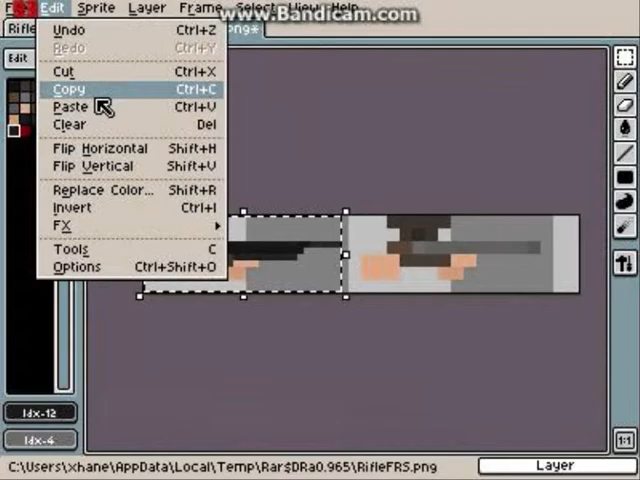 www.Bandicam.com
Edit Sprite Layer Frame
Rifle .png*
Undo Ctrl+Z
Redo Ctrl+Y
Edit
Cut Ctrl+X
Copy Ctrl+C
Paste Ctrl+V
Clear Del
Flip Horizontal Shift+H
Flip Vertical Shift+V
Replace Color... Shift+R
Invert Ctrl+I
FX
Tools C
Options Ctrl+Shift+O
Idx-12
Idx-4
1:1
C:\Users\xhane\AppData\Local\Temp\Rar$DRa0.965\RifleFRS.png
Layer